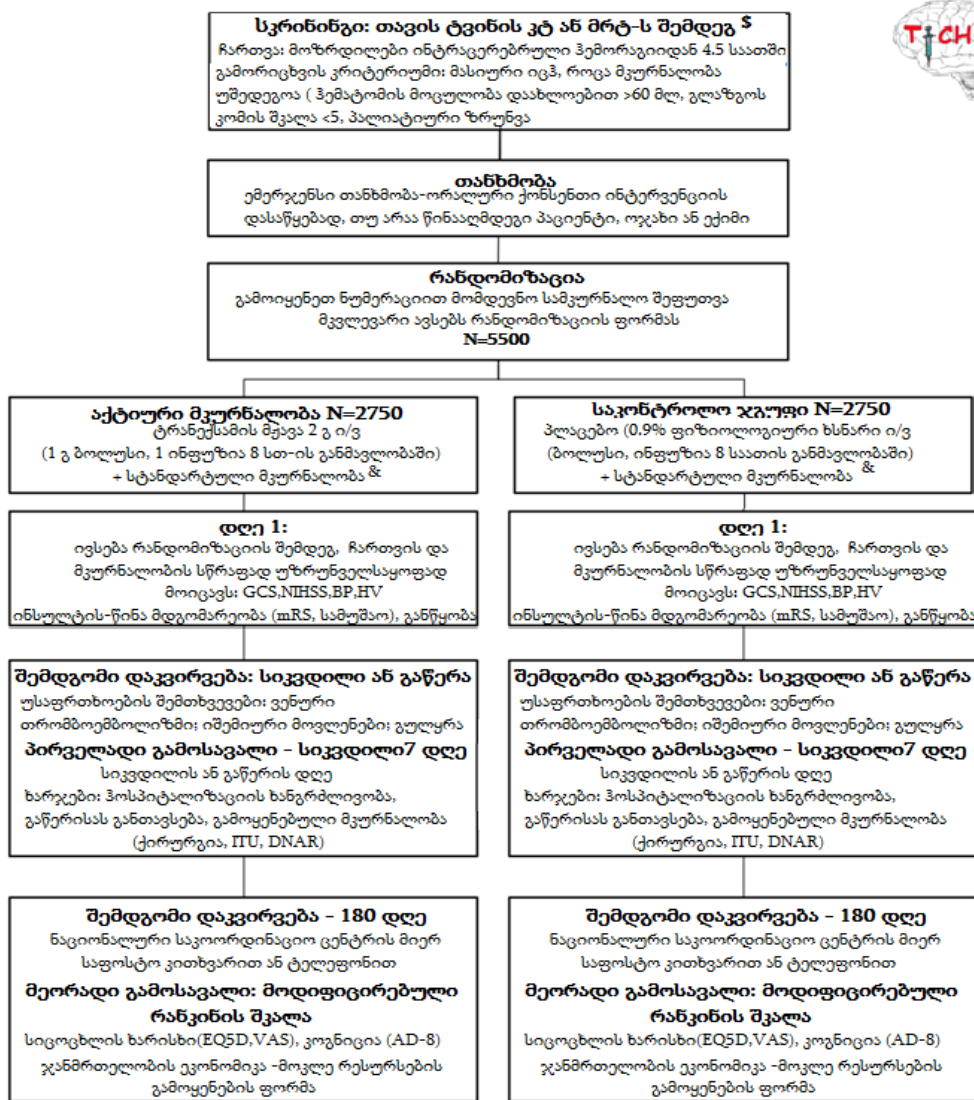 TICH
სკრინინგი: თავის ტვინის კტ ან მრტ-ს შემდეგ $
ჩართვა: მოზრდილები ინტრაცერებრული ჰემორაგიიდან 4.5 საათში
გამორიცხვის კრიტერიუმი: მასიური იცჰ, როცა მკურნალობა
უშედეგოა ( ჰემატომის მოცულობა დაახლოებით >60 მლ, გლაზგოს
კომის შკალა <5, პალიატიური ზრუნვა
თანხმობა
ემერჯენსი თანხმობა-ორალური ქონსენთი ინტერვენციის
დასაწყებად, თუ არაა წინააღმდეგი პაციენტი, ოჯახი ან ექიმი
რანდომიზაცია
გამოიყენეთ ნუმერაციით მომდევნო სამკურნალო შეფუთვა
მკვლევარი ავსებს რანდომიზაციის ფორმას
N=5500
აქტიური მკურნალობა N=2750
ტრანექსამის მჟავა 2 გ ი/ვ
(1 გ ბოლუსი, 1 ინფუზია 8 სთ-ის განმავლობაში)
+ სტანდარტული მკურნალობა &
საკონტროლო ჯგუფი N=2750
პლაცებო (0.9% ფიზიოლოგიური ხსნარი ი/ვ
(ბოლუსი, ინფუზია 8 საათის განმავლობაში)
+ სტანდარტული მკურნალობა &
დღე 1:
ივსება რანდომიზაციის შემდეგ, ჩართვის და
მკურნალობის სწრაფად უზრუნველსაყოფად
მოიცავს: GCS,NIHSS,BP,HV
ინსულტის-წინა მდგომარეობა (mRS, სამუშაო), განწყობა
დღე 1:
ივსება რანდომიზაციის შემდეგ, ჩართვის და
მკურნალობის სწრაფად უზრუნველსაყოფად
მოიცავს: GCS,NIHSS,BP,HV
ინსულტის-წინა მდგომარეობა (mRS, სამუშაო), განწყობა
შემდგომი დაკვირვება: სიკვდილი ან გაწერა
უსაფრთხოების შემთხვევები: ვენური
თრომბოემბოლიზმი; იშემიური მოვლენები; გულყრა
პირველადი გამოსავალი - სიკვდილი7 დღე
სიკვდილის ან გაწერის დღე
ხარჯები: ჰოსპიტალიზაციის ხანგრძლივობა,
გაწერისას განთავსება, გამოყენებული მკურნალობა
(ქირურგია, ITU, DNAR)
შემდგომი დაკვირვება: სიკვდილი ან გაწერა
უსაფრთხოების შემთხვევები: ვენური
თრომბოემბოლიზმი; იშემიური მოვლენები; გულყრა
პირველადი გამოსავალი - სიკვდილი7 დღე
სიკვდილის ან გაწერის დღე
ხარჯები: ჰოსპიტალიზაციის ხანგრძლივობა,
გაწერისას განთავსება, გამოყენებული მკურნალობა
(ქირურგია, ITU, DNAR)
შემდგომი დაკვირვება - 180 დღე
ნაციონალური საკოორდინაციო ცენტრის მიერ
საფოსტო კითხვარით ან ტელეფონით
მეორადი გამოსავალი: მოდიფიცირებული
რანკინის შკალა
სიცოცხლის ხარისხი(EQ5D,VAS), კოგნიცია (AD-8)
ჯანმრთელობის ეკონომიკა -მოკლე რესურსების
გამოყენების ფორმა
შემდგომი დაკვირვება - 180 დღე
ნაციონალური საკოორდინაციო ცენტრის მიერ
საფოსტო კითხვარით ან ტელეფონით
მეორადი გამოსავალი: მოდიფიცირებული
რანკინის შკალა
სიცოცხლის ხარისხი(EQ5D,VAS), კოგნიცია (AD-8)
ჯანმრთელობის ეკონომიკა -მოკლე რესურსების
გამოყენების ფორმა